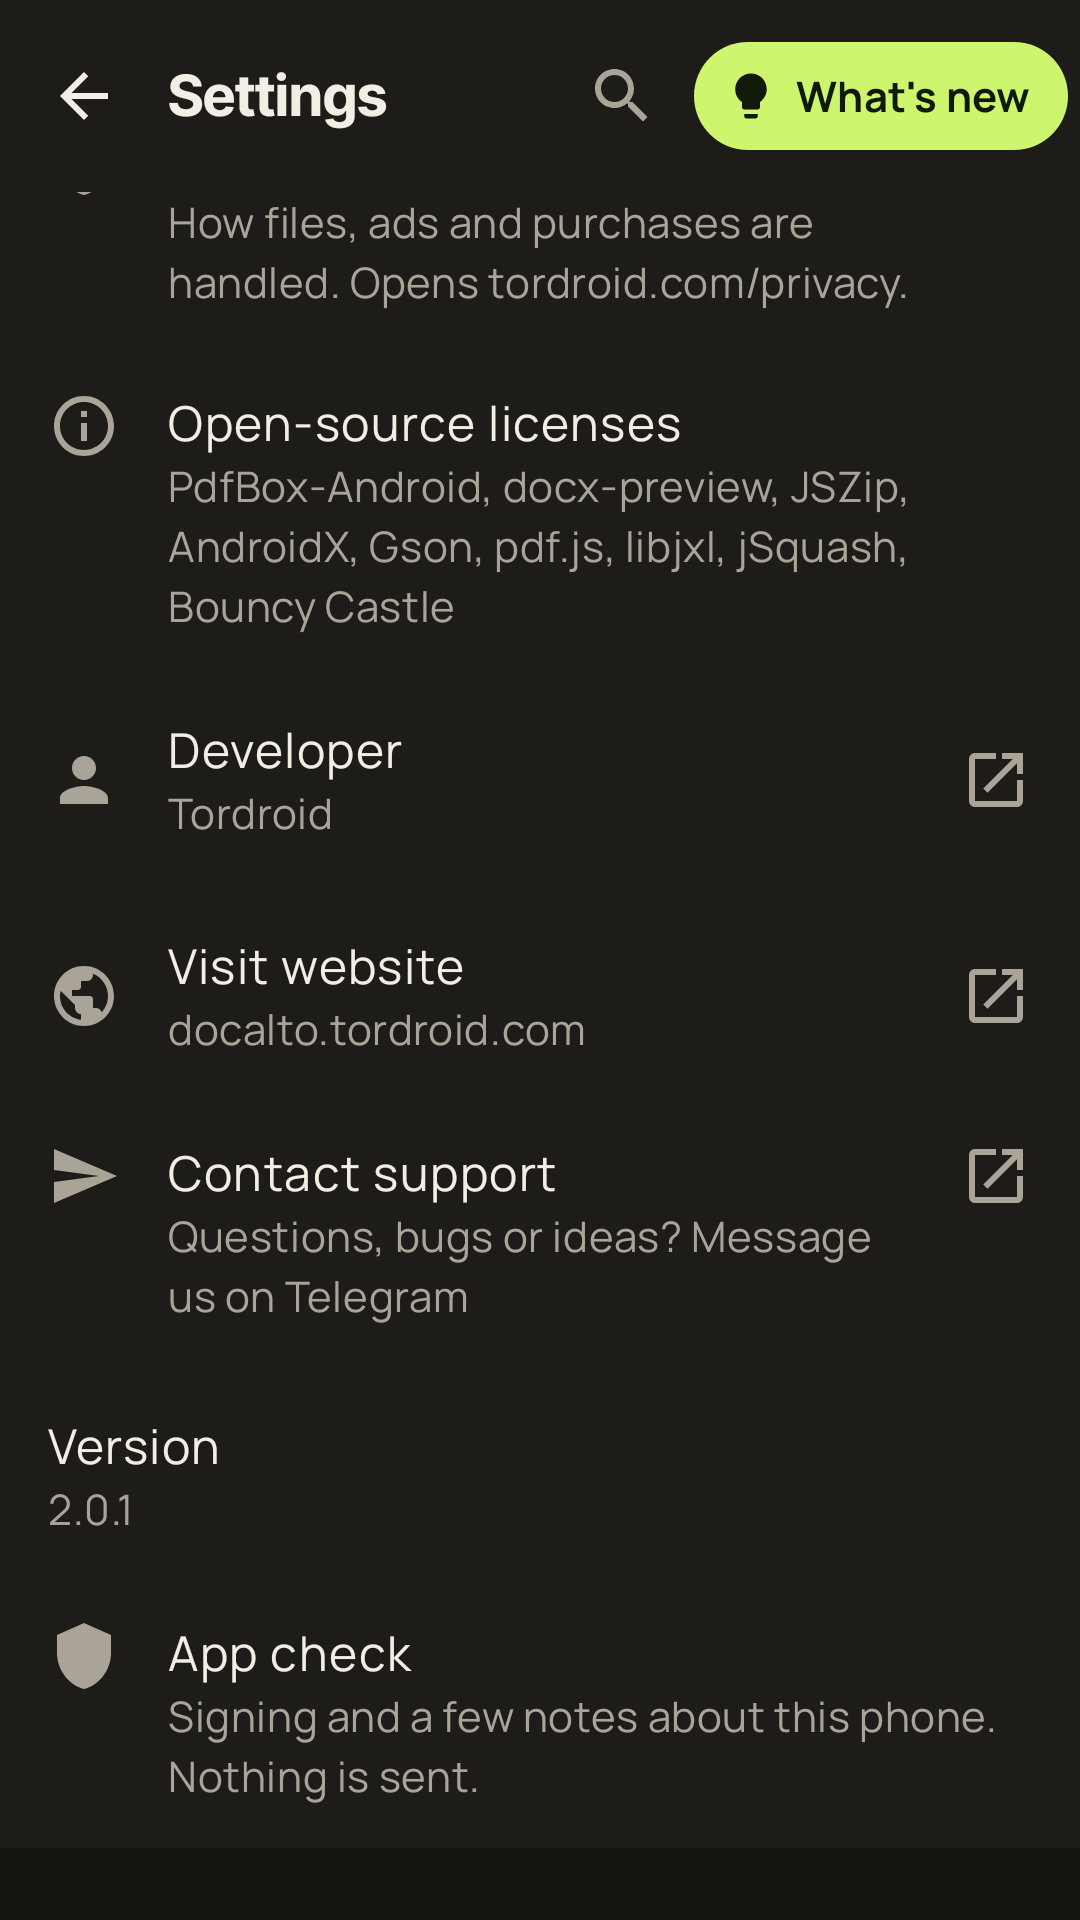 Settings
What's new
How files, ads and purchases are
handled. Opens tordroid.com/privacy.
Open-source licenses
PdfBox-Android, docx-preview, JSZip,
AndroidX, Gson, pdf.js, libjxl, jSquash,
Bouncy Castle
Developer
Tordroid
Visit website
docalto.tordroid.com
Contact support
Questions, bugs or ideas? Message
us on Telegram
Version
2.0.1
App check
Signing and a few notes about this phone.
Nothing is sent.